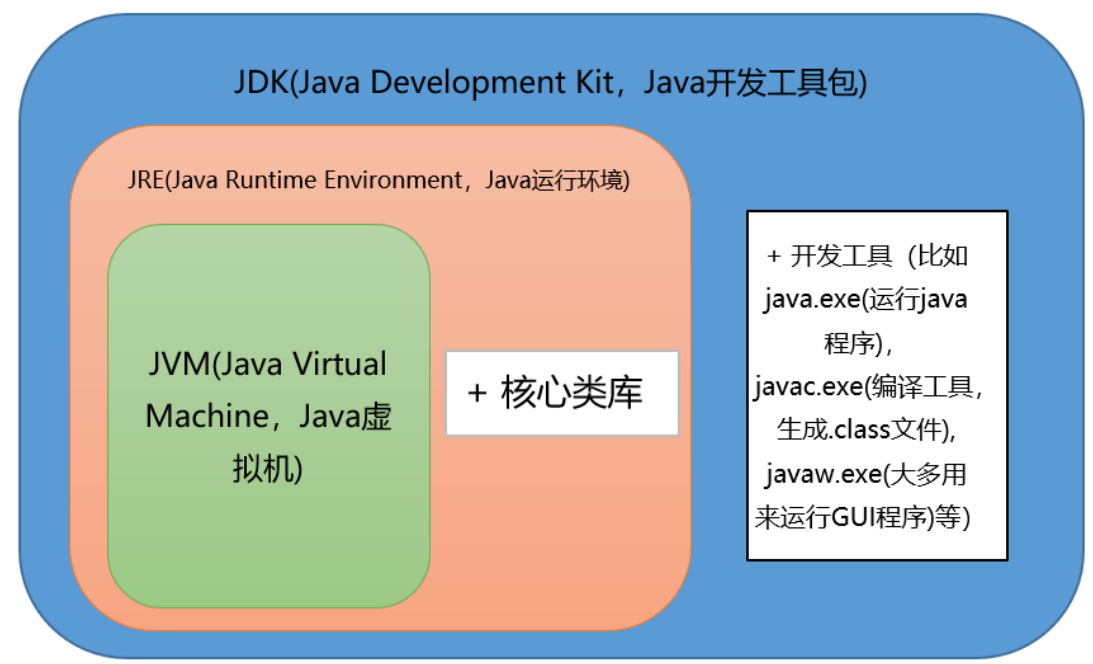 JDK(Java Development Kit，Java开发工具包)
JRE(Java Runtime Environment，Java运行环境)
JVM(Java Virtual
Machine，Java虚
拟机)
+ 核心类库
+ 开发工具（比如
java.exe(运行java
程序)，
javac.exe(编译工具，
生成.class文件),
javaw.exe(大多用
来运行GUI程序)等）